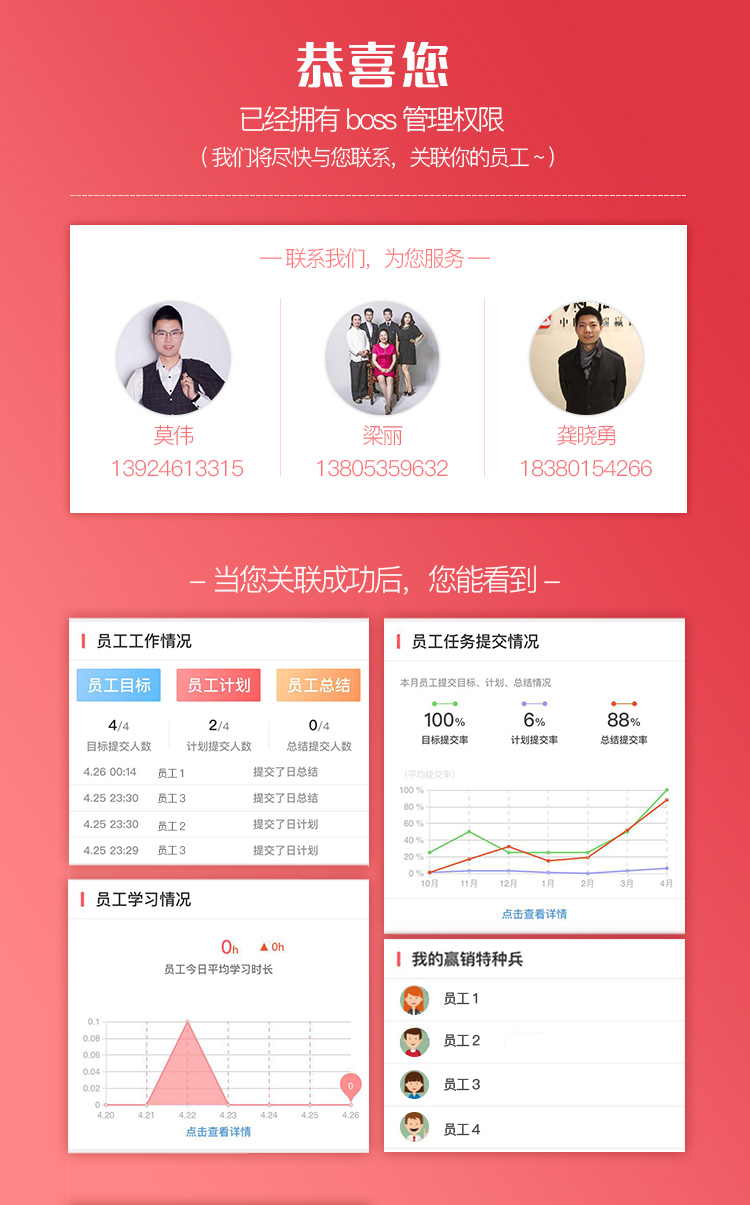 恭喜您
已经拥有 boss 管理权限
（ 我们将尽快与您联系，关联你的员工 ~ ）
— 联系我们，为您服务 —
莫伟
13924613315
梁丽
13805359632
龚晓勇
18380154266
– 当您关联成功后，您能看到 –
员工工作情况
员工目标 员工计划 员工总结
4/4 2/4 0/4
目标提交人数 计划提交人数 总结提交人数
4.26 00:14 员工1 提交了日总结
4.25 23:30 员工3 提交了日总结
4.25 23:30 员工2 提交了日计划
4.25 23:29 员工3 提交了日计划
员工任务提交情况
本月员工提交目标、计划、总结情况
100% 6% 88%
目标提交率 计划提交率 总结提交率
(平均提交率)
100 %
80 %
60 %
40 %
20 %
0 %
10月 11月 12月 1月 2月 3月 4月
点击查看详情
员工学习情况
0h ▲ 0h
员工今日平均学习时长
0.1
0.08
0.06
0.04
0.02
0
0
4.20 4.21 4.22 4.23 4.24 4.25 4.26
点击查看详情
我的赢销特种兵
员工1
员工2
员工3
员工4